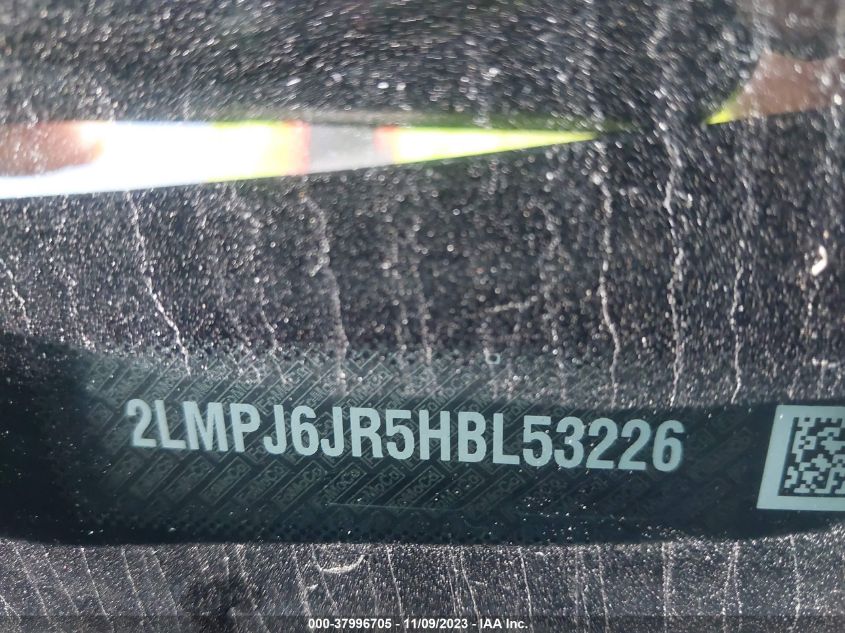 2LMPJ6JR5HBL53226
000-37996705 - 11/09/2023 - IAA Inc.